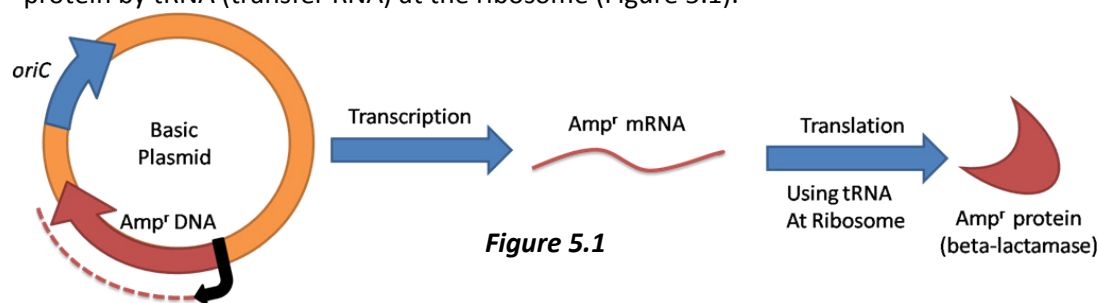 protein by tRNA (transfer RNA) at the ribosome (Figure 5.1).
oriC
Basic
Plasmid
Ampʳ DNA
Transcription
Ampʳ mRNA
Translation
Using tRNA
At Ribosome
Ampʳ protein
(beta-lactamase)
Figure 5.1